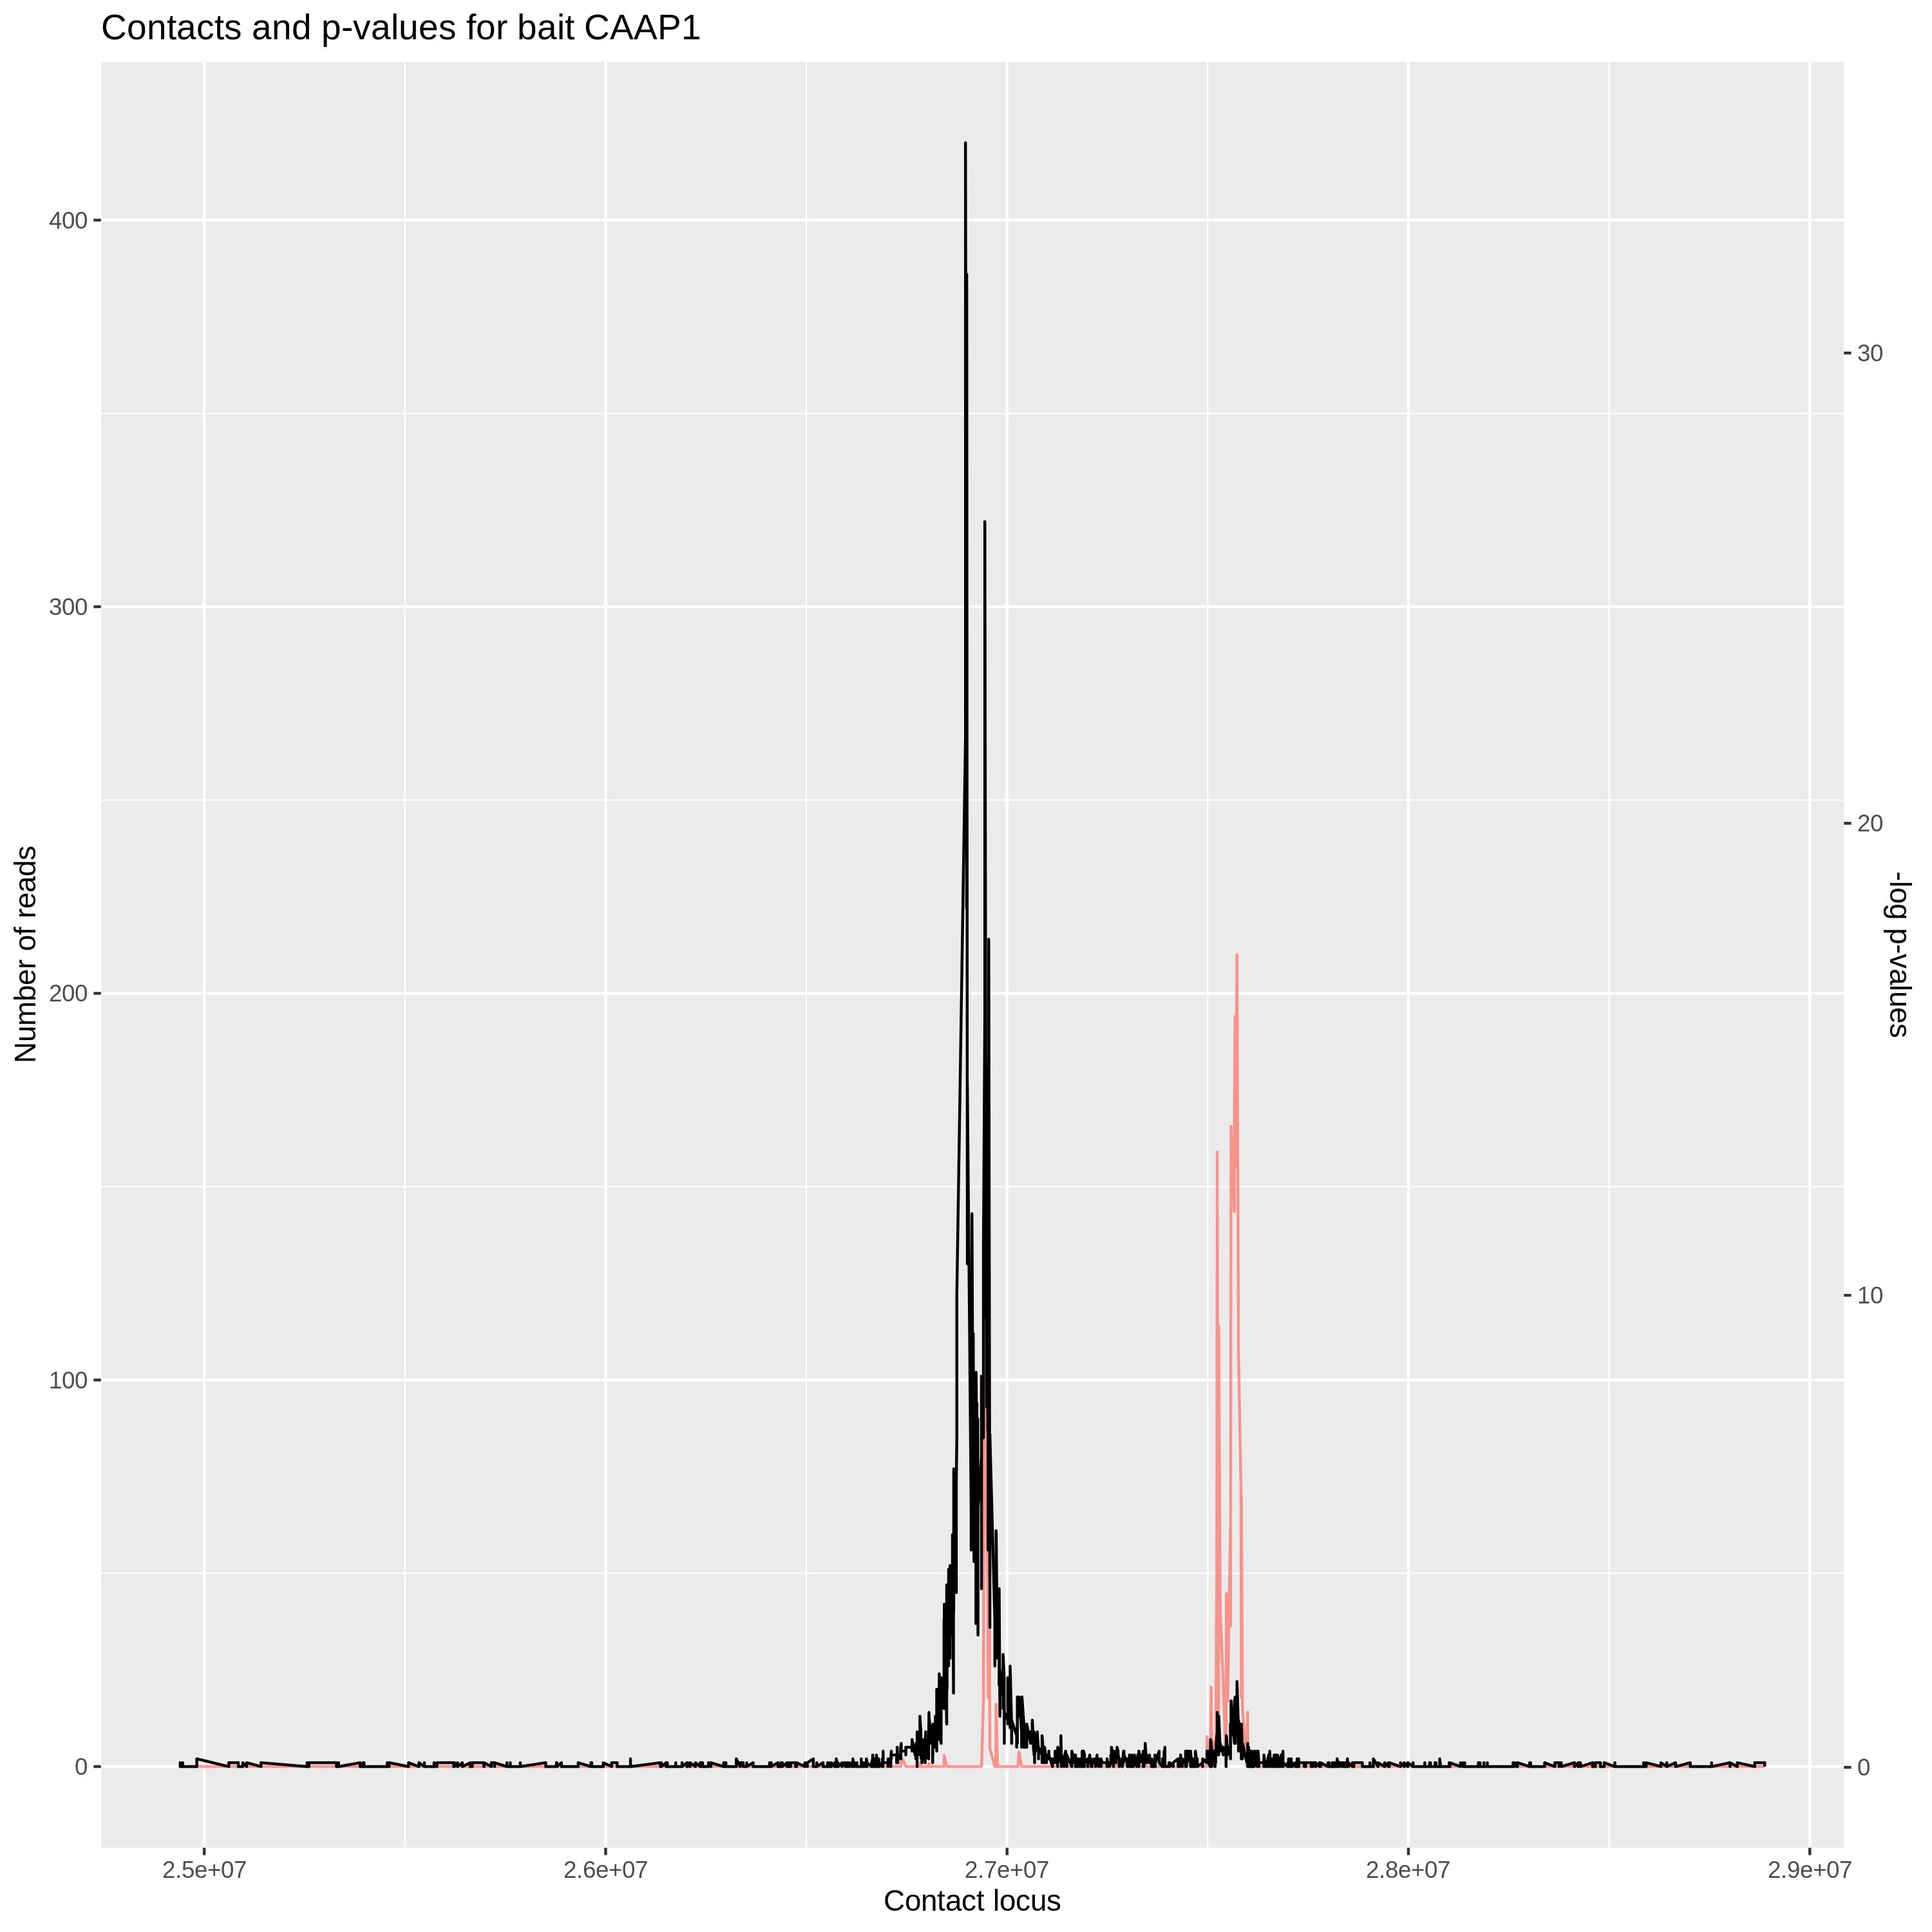 Contacts and p-values for bait CAAP1
400
300
200
100
0
Number of reads
30
20
10
0
-log p-values
2.5e+07 2.6e+07 2.7e+07 2.8e+07 2.9e+07
Contact locus